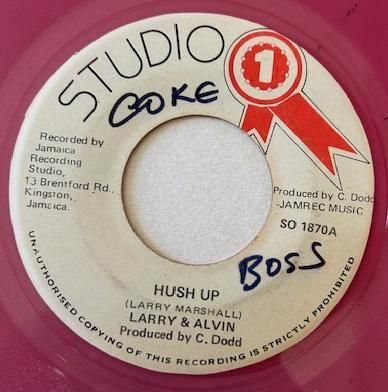 STUDIO
1
COKE
Recorded by
Jamaica
Recording
Studio,
13 Brentford Rd.,
Kingston,
Jamaica.
Produced by C. Dodd
-JAMREC MUSIC
SO 1870A
BOSS
HUSH UP
(LARRY MARSHALL)
LARRY & ALVIN
Produced by C. Dodd
UNAUTHORISED COPYING OF THIS RECORDING IS STRICTLY PROHIBITED